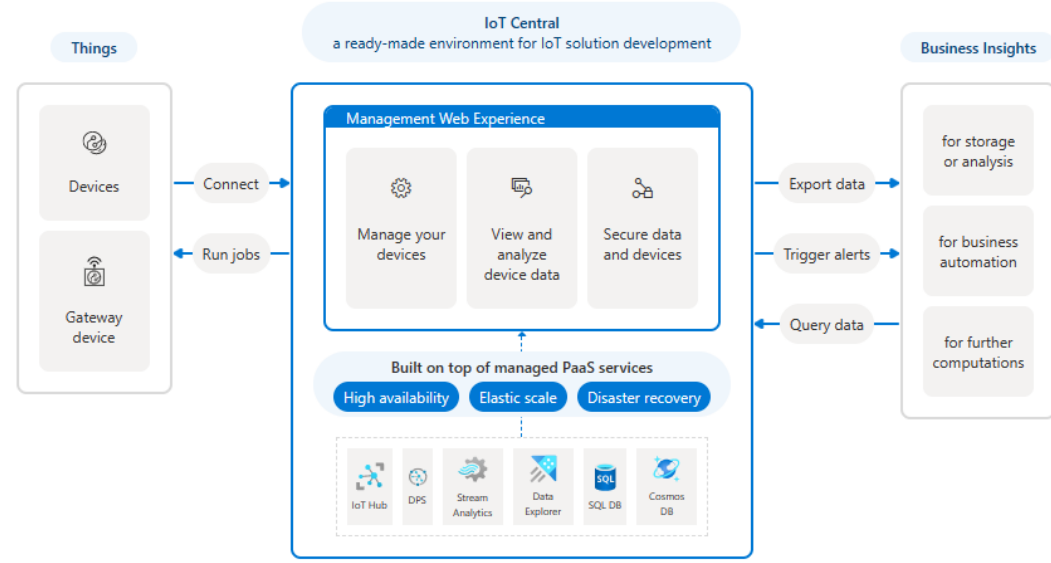 IoT Central
a ready-made environment for IoT solution development
Things
Business Insights
Devices
Gateway
device
Connect
Run jobs
Management Web Experience
Manage your
devices
View and
analyze
device data
Secure data
and devices
Built on top of managed PaaS services
High availability
Elastic scale
Disaster recovery
IoT Hub
DPS
Stream
Analytics
Data
Explorer
SQL
SQL DB
Cosmos
DB
Export data
Trigger alerts
Query data
for storage
or analysis
for business
automation
for further
computations